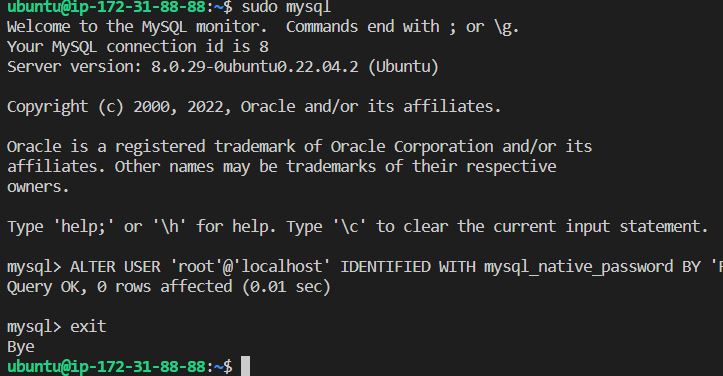 ubuntu@ip-172-31-88-88:~$ sudo mysql
Welcome to the MySQL monitor.  Commands end with ; or \g.
Your MySQL connection id is 8
Server version: 8.0.29-0ubuntu0.22.04.2 (Ubuntu)
Copyright (c) 2000, 2022, Oracle and/or its affiliates.
Oracle is a registered trademark of Oracle Corporation and/or its
affiliates. Other names may be trademarks of their respective
owners.
Type 'help;' or '\h' for help. Type '\c' to clear the current input statement.
mysql> ALTER USER 'root'@'localhost' IDENTIFIED WITH mysql_native_password BY
Query OK, 0 rows affected (0.01 sec)
mysql> exit
Bye
ubuntu@ip-172-31-88-88:~$